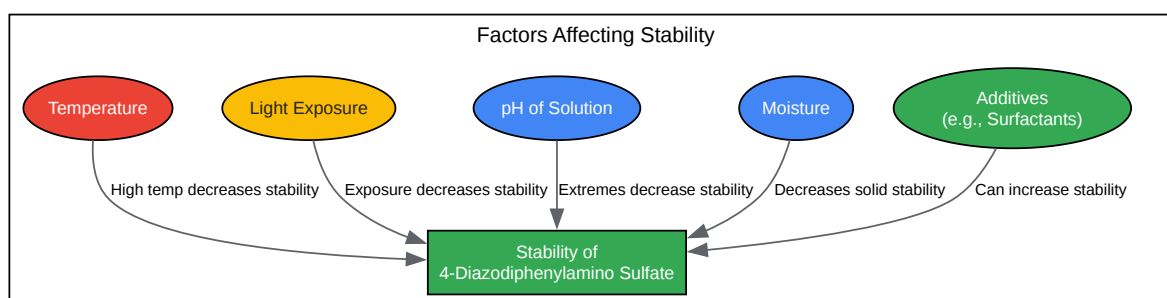 Factors Affecting Stability
Temperature
Light Exposure
pH of Solution
Moisture
Additives
(e.g., Surfactants)
High temp decreases stability
Exposure decreases stability
Extremes decrease stability
Decreases solid stability
Can increase stability
Stability of
4-Diazodiphenylamino Sulfate